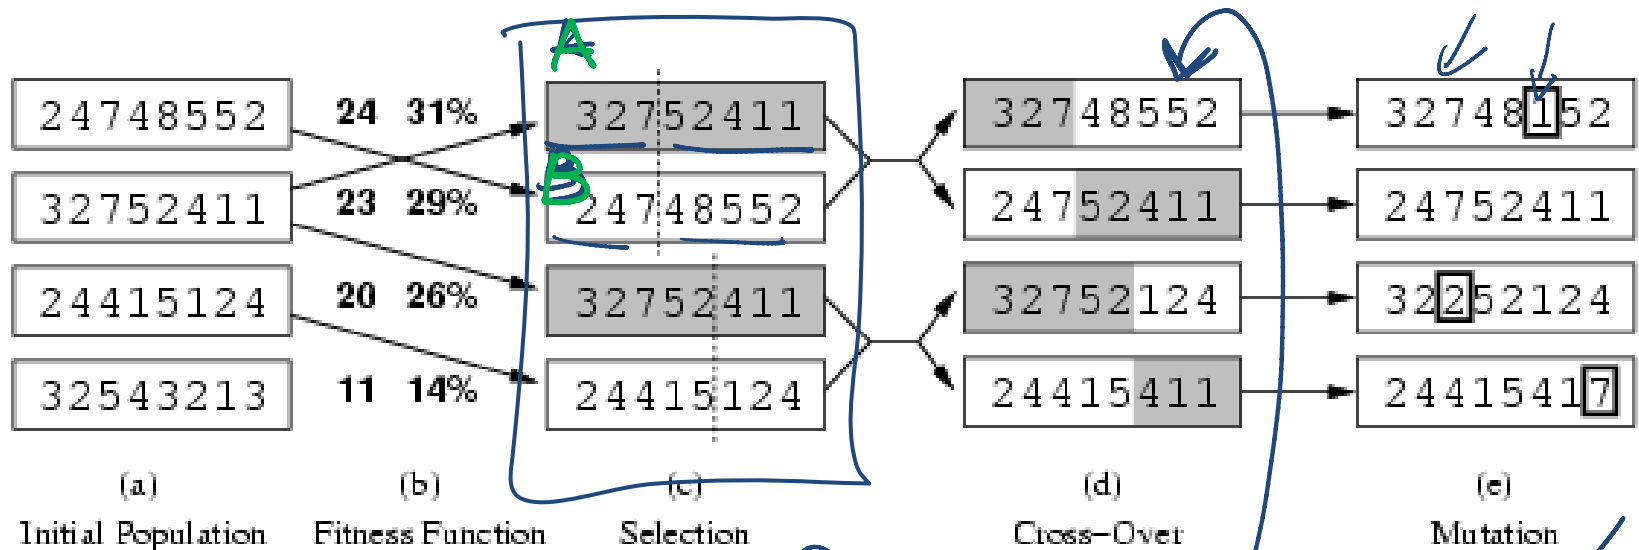 A
24748552 24 31% 32752411 32748552 32748152
B
32752411 23 29% 24748552 24752411 24752411
24415124 20 26% 32752411 32752124 32252124
32543213 11 14% 24415124 24415411 24415417
(a) (b) (c) (d) (e)
Initial Population Fitness Function Selection Cross-Over Mutation